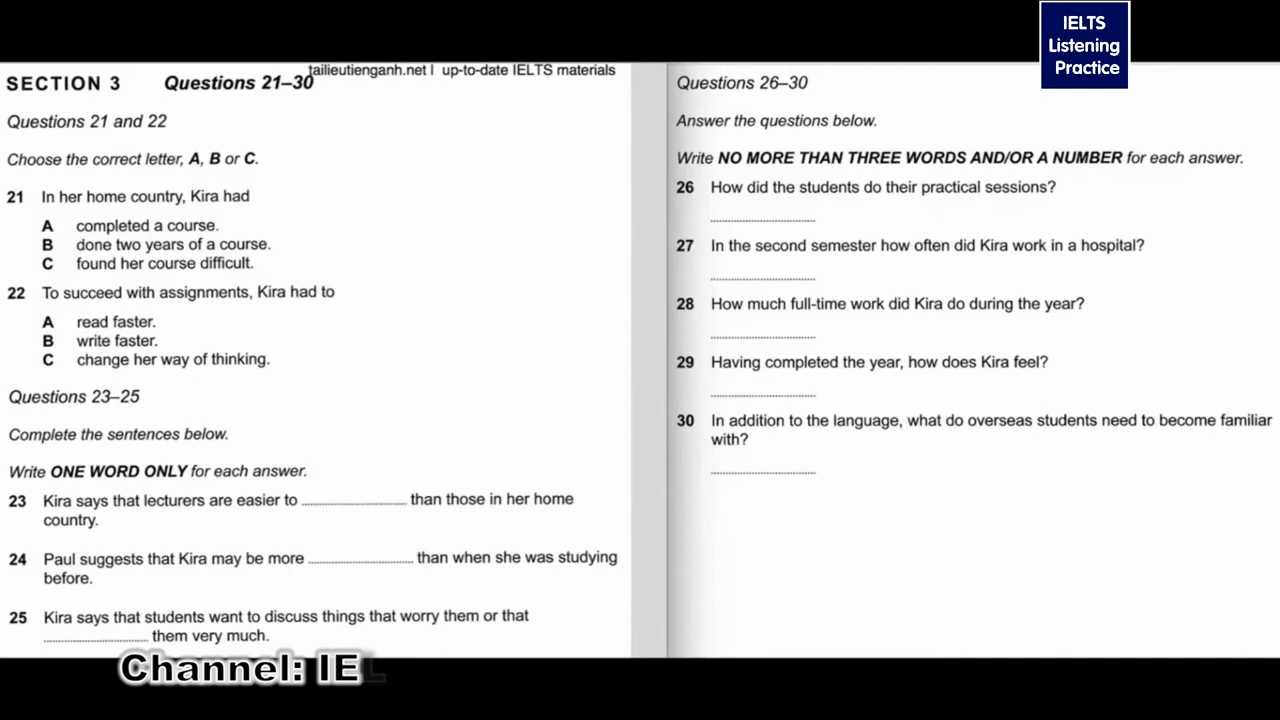 IELTS
Listening
Practice
tailieutienganh.net | up-to-date IELTS materials
SECTION 3 Questions 21–30
Questions 21 and 22
Choose the correct letter, A, B or C.
21 In her home country, Kira had
A completed a course.
B done two years of a course.
C found her course difficult.
22 To succeed with assignments, Kira had to
A read faster.
B write faster.
C change her way of thinking.
Questions 23–25
Complete the sentences below.
Write ONE WORD ONLY for each answer.
23 Kira says that lecturers are easier to .............................. than those in her home
country.
24 Paul suggests that Kira may be more .............................. than when she was studying
before.
25 Kira says that students want to discuss things that worry them or that
.............................. them very much.
Questions 26–30
Answer the questions below.
Write NO MORE THAN THREE WORDS AND/OR A NUMBER for each answer.
26 How did the students do their practical sessions?
..............................
27 In the second semester how often did Kira work in a hospital?
..............................
28 How much full-time work did Kira do during the year?
..............................
29 Having completed the year, how does Kira feel?
..............................
30 In addition to the language, what do overseas students need to become familiar
with?
..............................
Channel: IEL